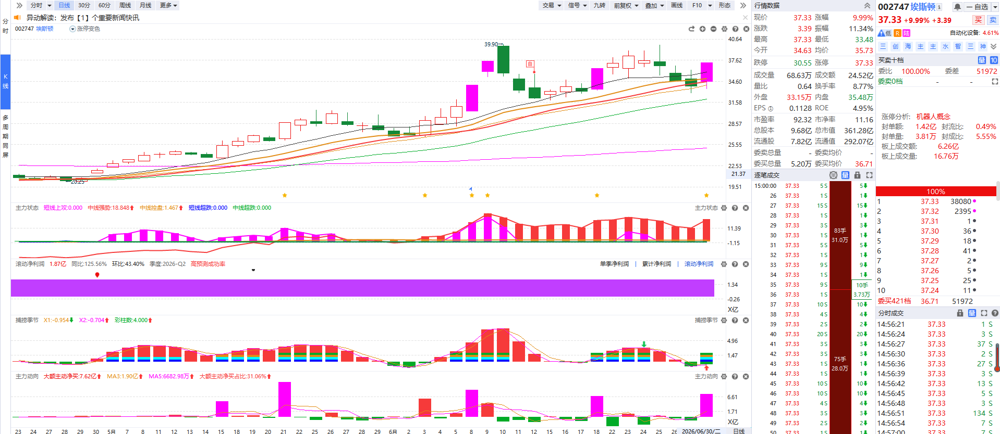 分时 日线 30分 60分 周线 月线 更多 交易 信号 九转 前复权 叠加 画线 F10 形态
异动解读：发布【1】个重要新闻快讯
002747 埃斯顿 涨停变色
分时
K线
多周期同屏
40.64
37.62
34.60
31.58
28.57
25.55
22.53
21.37
19.51
39.90
20.25
主力状态 短线上攻:0.000 中线强势:18.848 中线控盘:1.467 短线超跌:0.000 中线超跌:0.000 主力状态
11.39
-1.15
滚动净利润 1.87亿 同比:125.56% 环比:43.40% 季度:2026-Q2 高预测成功率 单季净利润 | 累计净利润 | 滚动净利润
1.34
-0.26
X亿
捕捞季节 X1:-0.954 X2:-0.704 彩柱数:4.000 捕捞季节
4.96
1.47
主力动向 大额主动净买:7.62亿 MA3:1.90亿 MA5:6682.98万 大额主动净买占比:31.06% 主力动向
6.61
1.71
X亿
23 24 27 28 29 30 5月 7 8 11 12 13 14 15 18 19 20 21 22 25 26 27 28 29 6月 2 3 4 5 8 9 10 11 12 15 16 17 18 22 23 24 25 26 2026/06/30/二 日线
行情数据
现价 37.33 涨幅 9.99%
涨跌 3.39 振幅 11.34%
最高 37.33 最低 33.48
今开 34.63 均价 35.73
跌停 30.55 涨停 37.33
成交量 68.63万 成交额 24.52亿
量比 0.64 换手率 8.77%
外盘 33.15万 内盘 35.48万
EPS ① 0.1128 ROE 4.95%
市盈率 92.32 市净率 11.16
总股本 9.68亿 总市值 361.28亿
流通股 7.82亿 流通值 292.07亿
委卖总量 - 委卖均价 -
委买总量 5.20万 委买均价 36.71
逐笔成交 量
15:00:00 37.33 5 S 5
26 37.33 1 S 1
27 37.33 15 S 15
28 37.33 1 S 1
29 37.33 3 S 3
30 37.33 1 S 1
31 37.33 5 S 5
32 37.33 1 S 1
33 37.33 9 S 9
34 37.33 1 S 1
35 37.33 9 S
36 37.33 1 S
37 37.33 10 S 10
38 37.33 4 S 4
39 37.33 2 S 2
40 37.33 20 S 20
41 37.33 3 S 3
42 37.33 3 S 3
43 37.33 1 S 1
44 37.33 1 S 1
45 37.33 10 S 10
46 37.33 10 S 10
47 37.33 4 S 4
48 37.33 3 S 3
49 37.33 2 S 2
50 37.33 1 S 1
83手
31.0万
10手
3.73万
75手
28.0万
002747 埃斯顿 自选
37.33 +9.99% +3.39 买 卖
低 R 陆 自动化设备: 4.61%
三 创 海 主 主 水 智 三 神
买卖十档 量 10
委比 100.00% 委差 51972
委卖0档 - -
涨停分析: 机器人概念
封单额: 1.42亿 封流比: 0.49%
封单量: 3.81万 封成比: 5.55%
板上成交额: 6.26亿
板上成交量: 16.76万
100%
1 37.33 38080
2 37.32 2395
3 37.31 1
4 37.30 36
5 37.29 18
6 37.28 41
7 37.27 2
8 37.26 5
9 37.25 25
10 37.24 11
委买421档 36.71 51972
分时成交 量
14:56:21 37.33 1 S
14:56:24 37.33 3 S
14:56:27 37.33 37 S
14:56:30 37.33 2 S
14:56:36 37.33 27 S
14:56:39 37.33 3 S
14:56:42 37.33 13 S
14:56:45 37.33 5 S
14:56:48 37.33 3 S
14:56:51 37.33 134 S
14:56:54 37.33 7 S
14:57:00 37.33 7 S